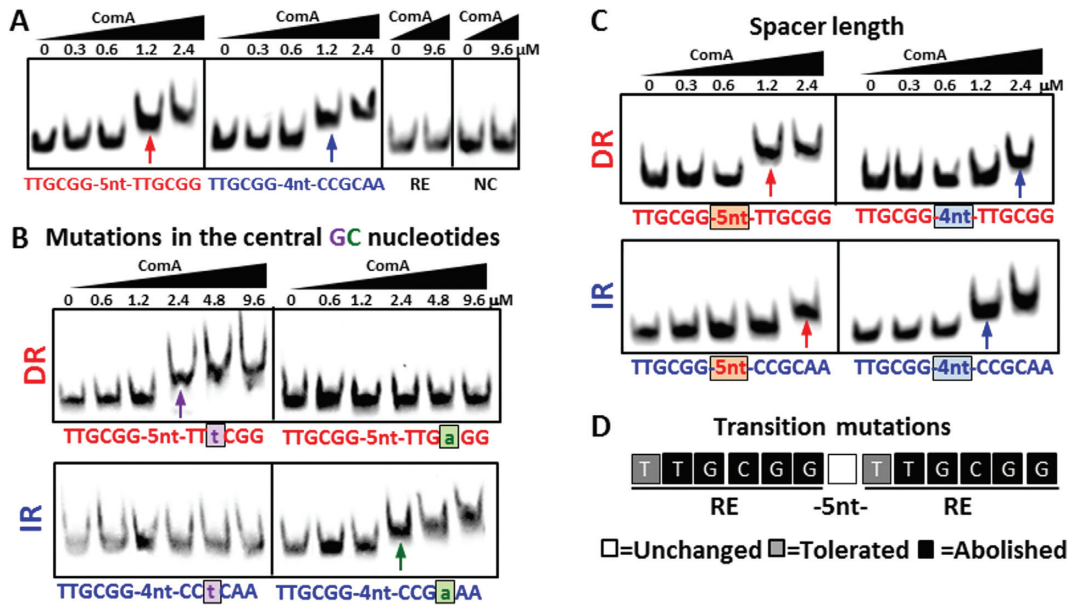 A
ComA
ComA
ComA
ComA
0 0.3 0.6 1.2 2.4
0 0.3 0.6 1.2 2.4
0 9.6
0 9.6 μM
TTGCGG-5nt-TTGCGG
TTGCGG-4nt-CCGCAA
RE
NC
B Mutations in the central GC nucleotides
ComA
ComA
0 0.6 1.2 2.4 4.8 9.6
0 0.6 1.2 2.4 4.8 9.6 μM
DR
TTGCGG-5nt-TTtCGG
TTGCGG-5nt-TTGaGG
IR
TTGCGG-4nt-CCtCAA
TTGCGG-4nt-CCGaAA
C Spacer length
ComA
ComA
0 0.3 0.6 1.2 2.4
0 0.3 0.6 1.2 2.4 μM
DR
TTGCGG-5nt-TTGCGG
TTGCGG-4nt-TTGCGG
IR
TTGCGG-5nt-CCGCAA
TTGCGG-4nt-CCGCAA
D Transition mutations
T T G C G G T T G C G G
RE -5nt- RE
=Unchanged =Tolerated =Abolished